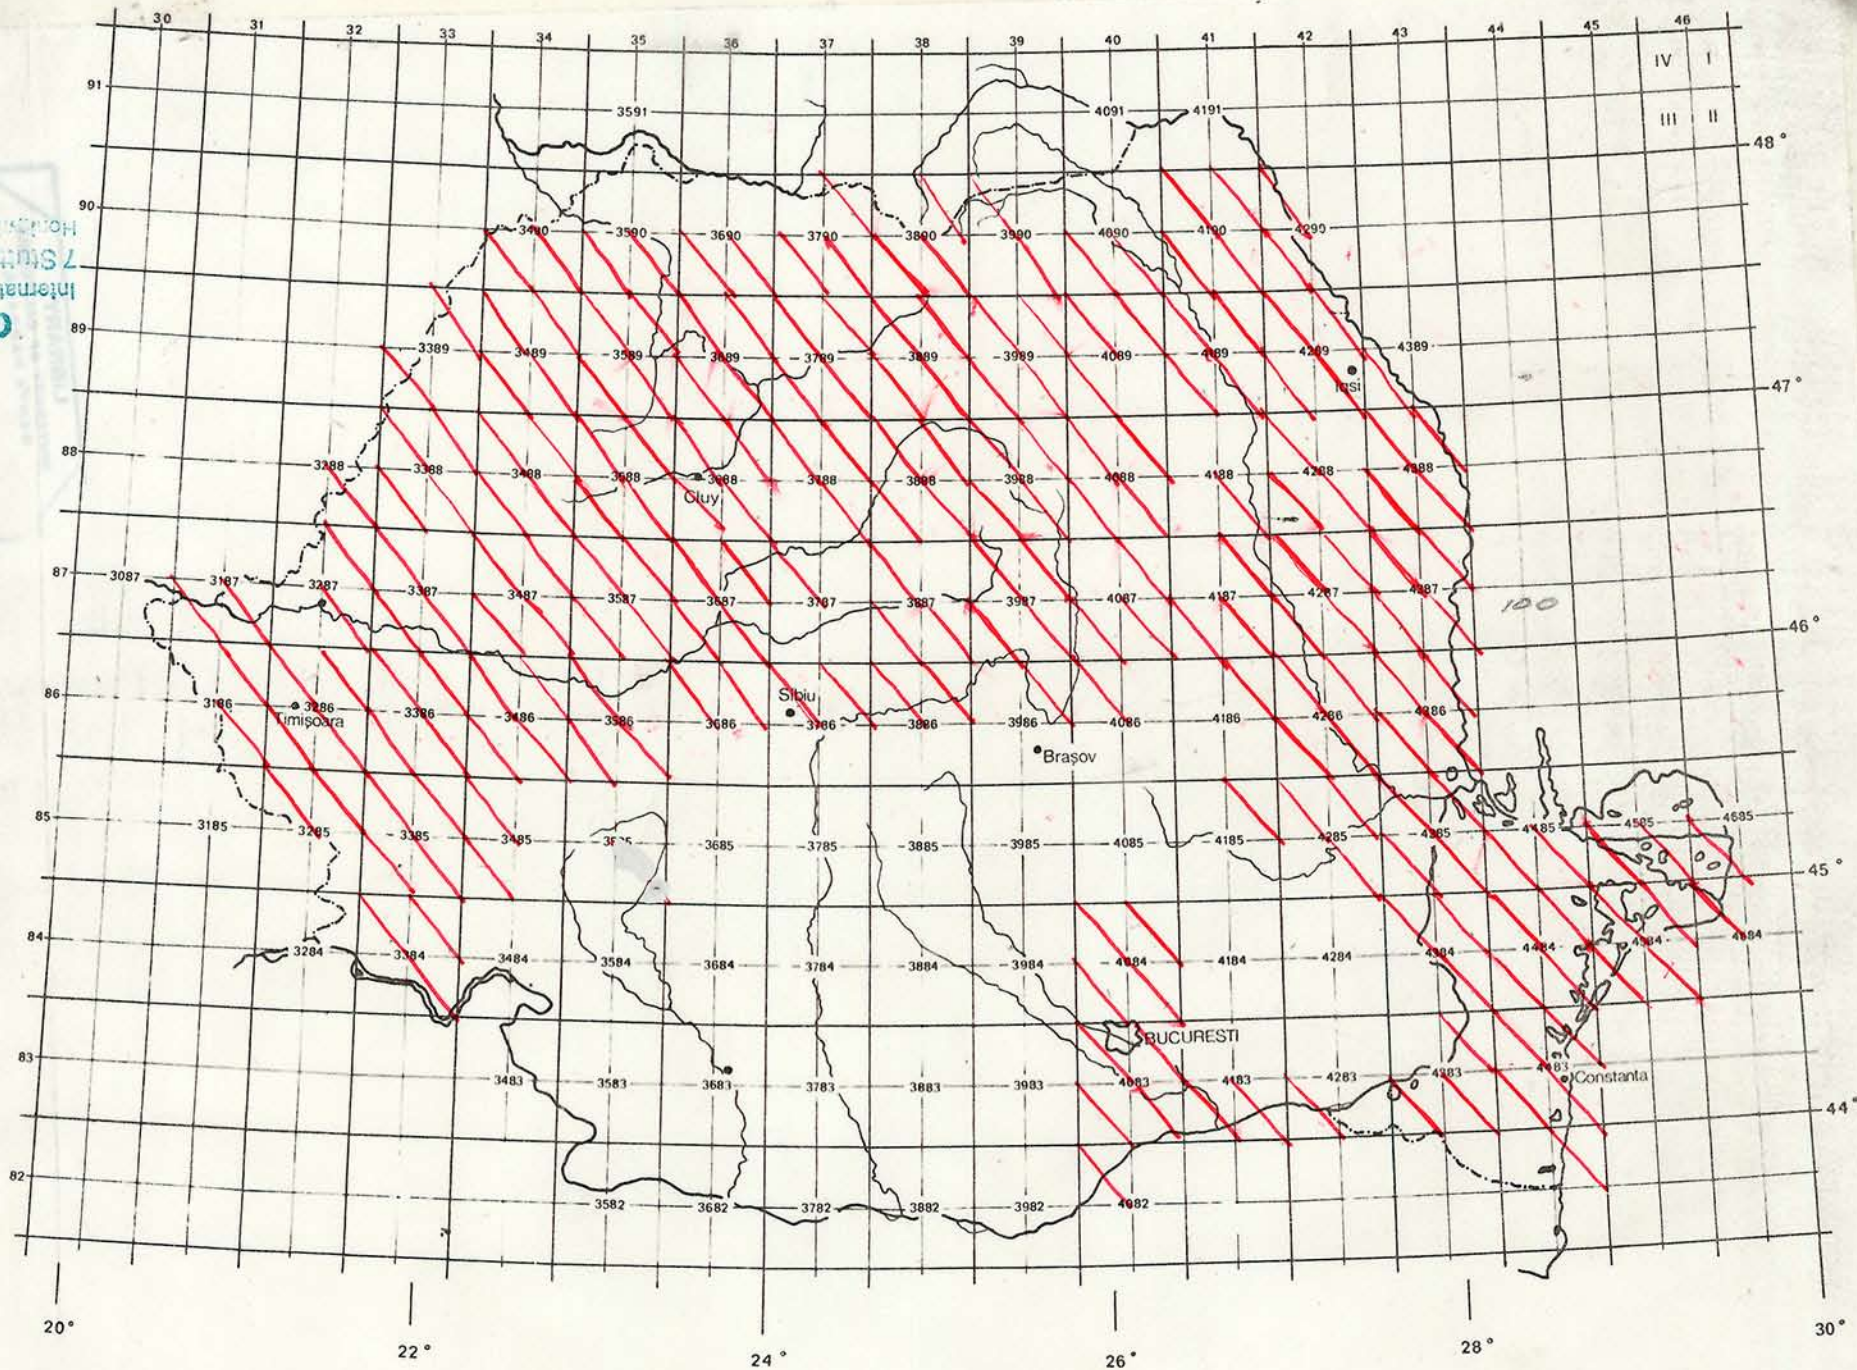 30 31 32 33 34 35 36 37 38 39 40 41 42 43 44 45 46
IV I
III II
91 3591 4091 4191
48°
90 3490 3590 3690 3790 3890 3990 4090 4190 4290
89 3389 3489 3589 3689 3789 3889 3989 4089 4189 4289 4389
Iasi
47°
88 3288 3388 3488 3588 3688 3788 3888 3988 4088 4188 4288 4388
Cluy
87 3087 3187 3287 3387 3487 3587 3687 3787 3887 3987 4087 4187 4287 4387
100
46°
86 3186 3286 3386 3486 3586 3686 3786 3886 3986 4086 4186 4286 4386
Timişoara
Sibiu
Braşov
85 3185 3285 3385 3485 3685 3785 3885 3985 4085 4185 4285 4385 4485 4585 4685
45°
84 3284 3384 3484 3584 3684 3784 3884 3984 4084 4184 4284 4384 4484 4584 4684
BUCURESTI
83 3483 3583 3683 3783 3883 3983 4083 4183 4283 4383 4483
Constanta
44°
82 3582 3682 3782 3882 3982 4082
20° 22° 24° 26° 28° 30°
7 Stutt
Internat